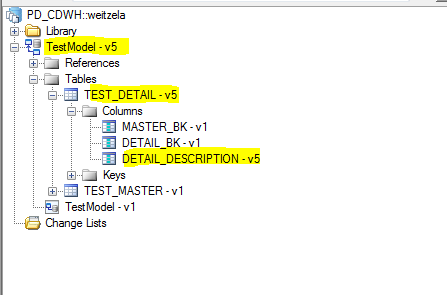 PD_CDWH::weitzela
Library
TestModel - v5
References
Tables
TEST_DETAIL - v5
Columns
MASTER_BK - v1
DETAIL_BK - v1
DETAIL_DESCRIPTION - v5
Keys
TEST_MASTER - v1
TestModel - v1
Change Lists